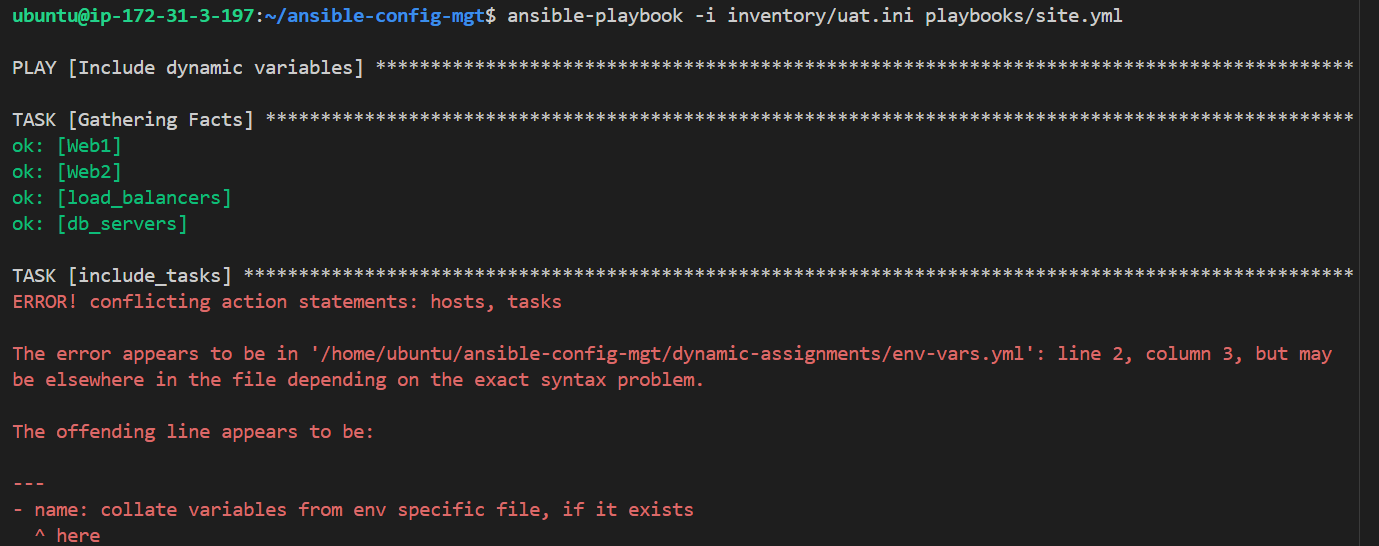 ubuntu@ip-172-31-3-197:~/ansible-config-mgt$ ansible-playbook -i inventory/uat.ini playbooks/site.yml
PLAY [Include dynamic variables] *****************************************************************************************
TASK [Gathering Facts] ***************************************************************************************************
ok: [Web1]
ok: [Web2]
ok: [load_balancers]
ok: [db_servers]
TASK [include_tasks] *****************************************************************************************************
ERROR! conflicting action statements: hosts, tasks
The error appears to be in '/home/ubuntu/ansible-config-mgt/dynamic-assignments/env-vars.yml': line 2, column 3, but may
be elsewhere in the file depending on the exact syntax problem.
The offending line appears to be:
---
- name: collate variables from env specific file, if it exists
^ here